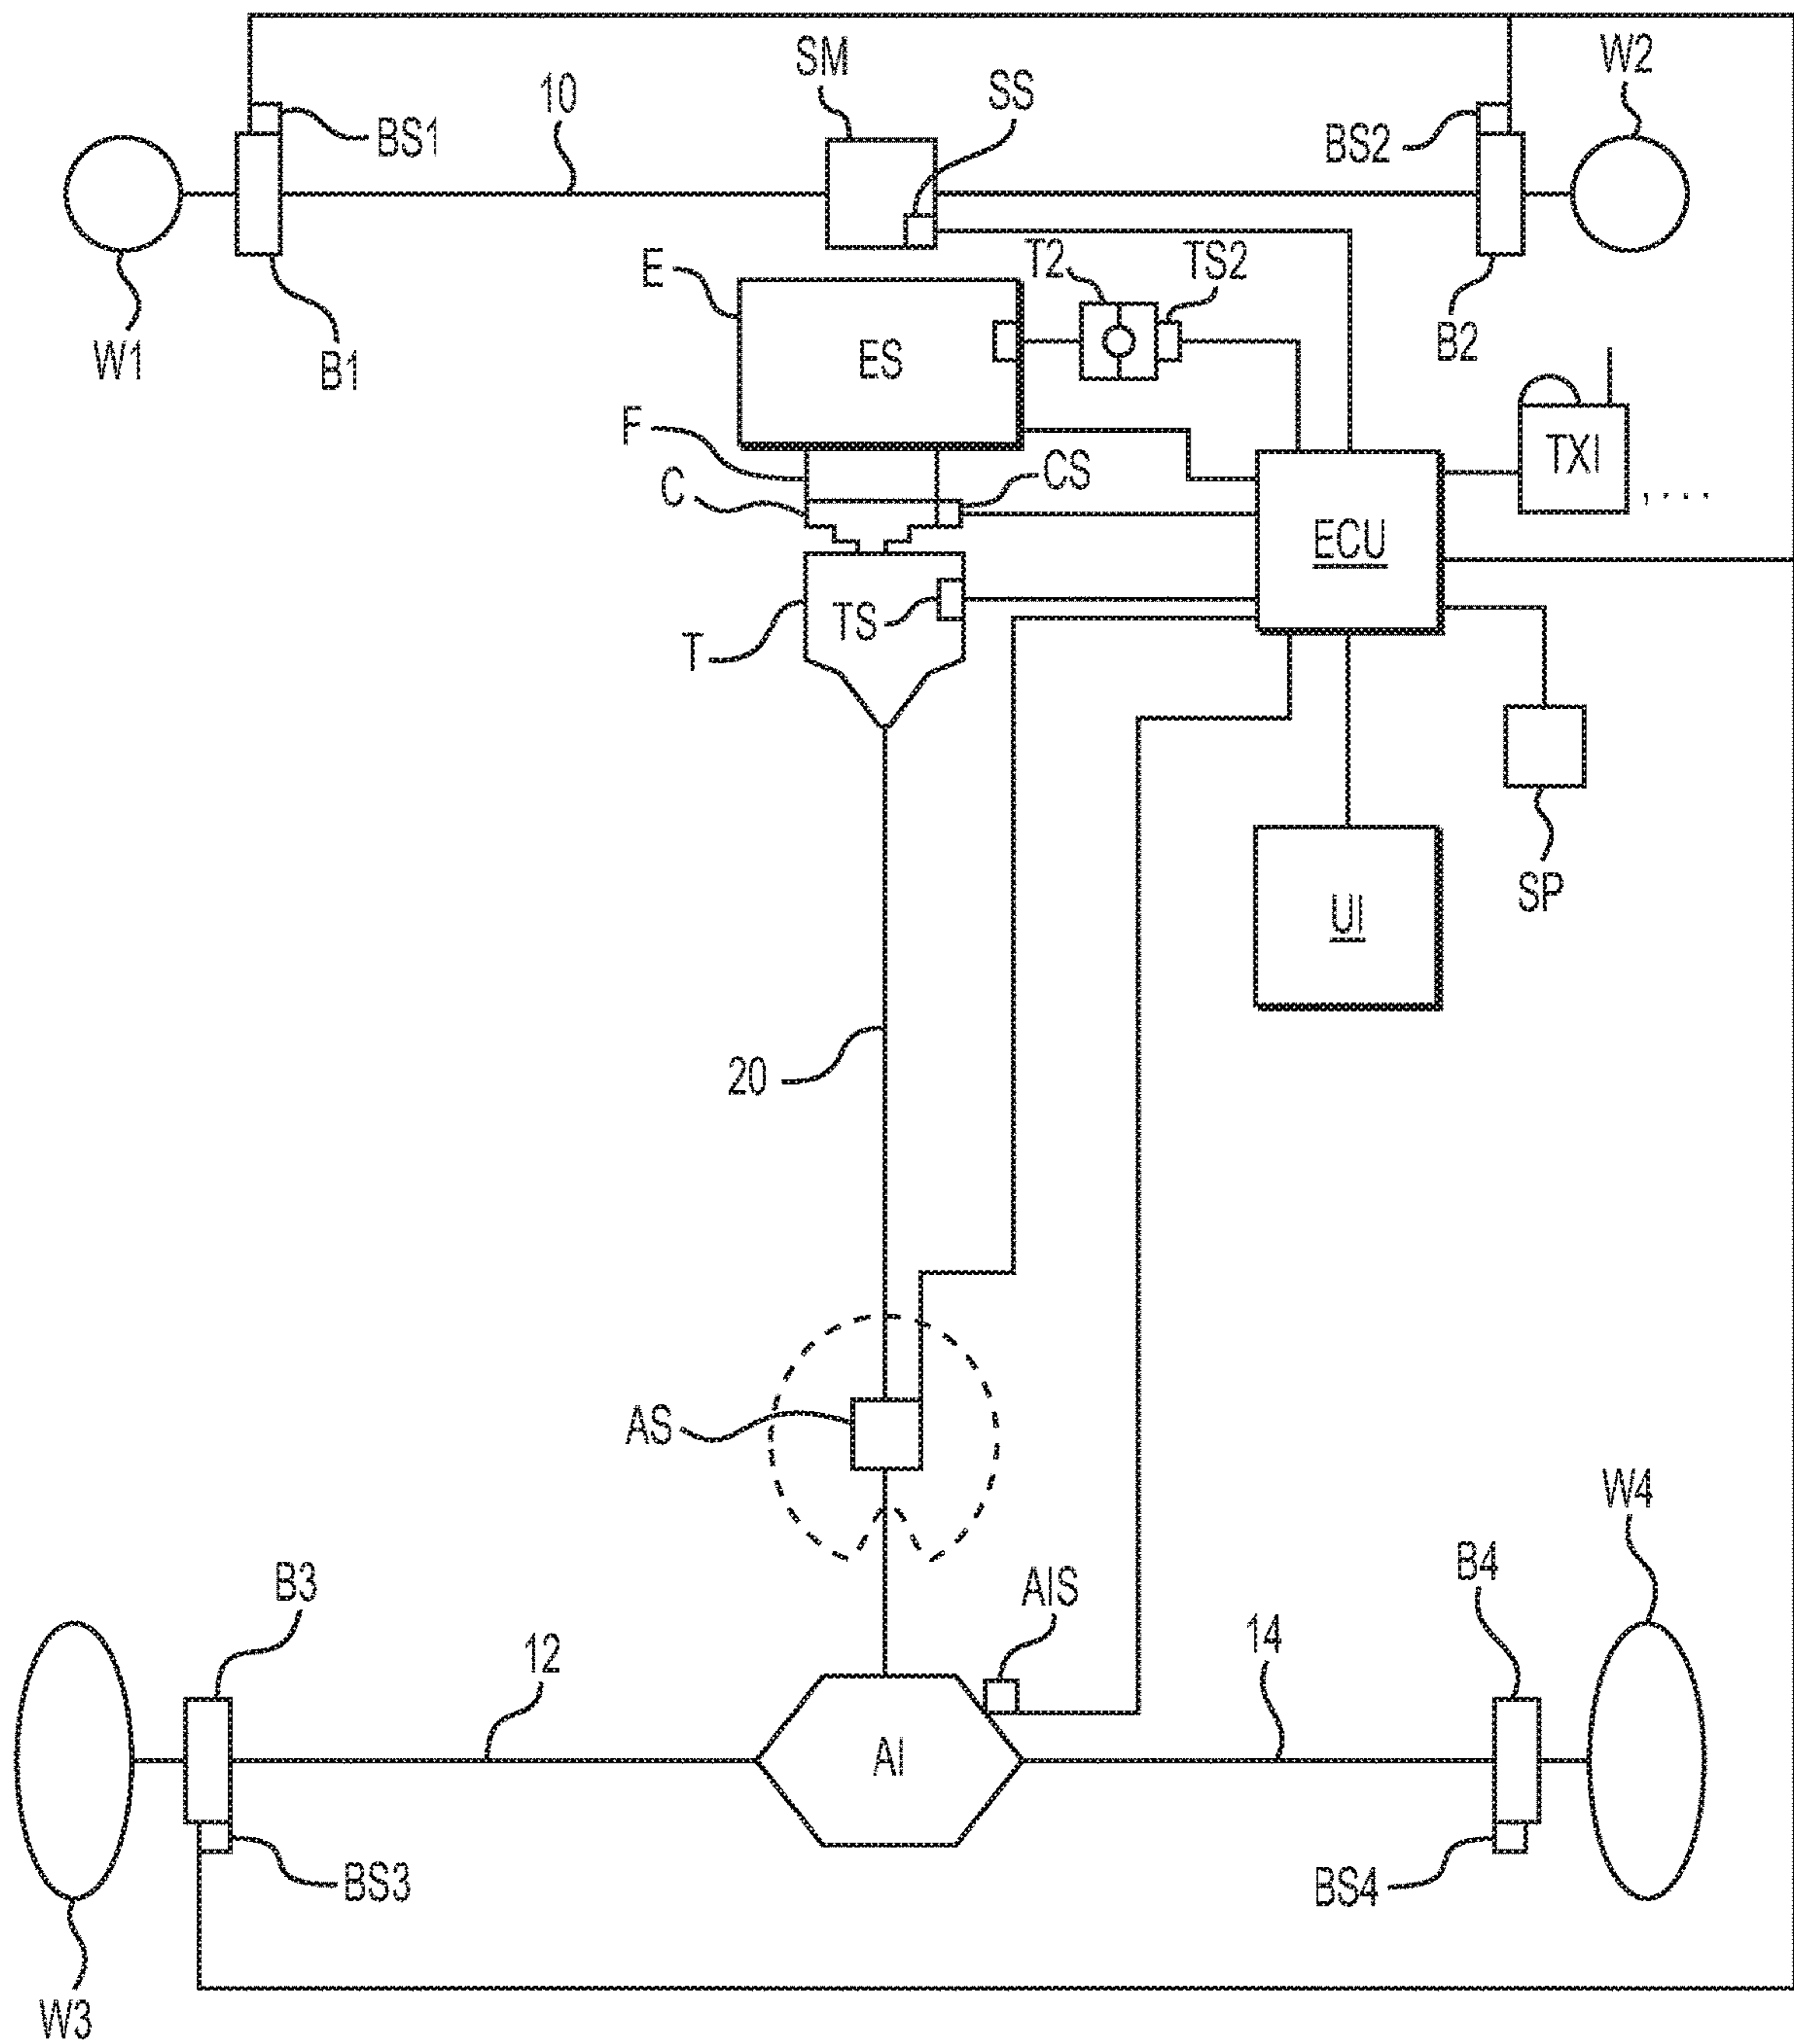 SM
W2
10
SS
BS1
BS2
E
T2
TS2
W1
B1
ES
B2
F
C
CS
TXI
, . . .
ECU
T
TS
SP
UI
20
AS
W4
B3
AIS
B4
12
14
AI
BS3
BS4
W3